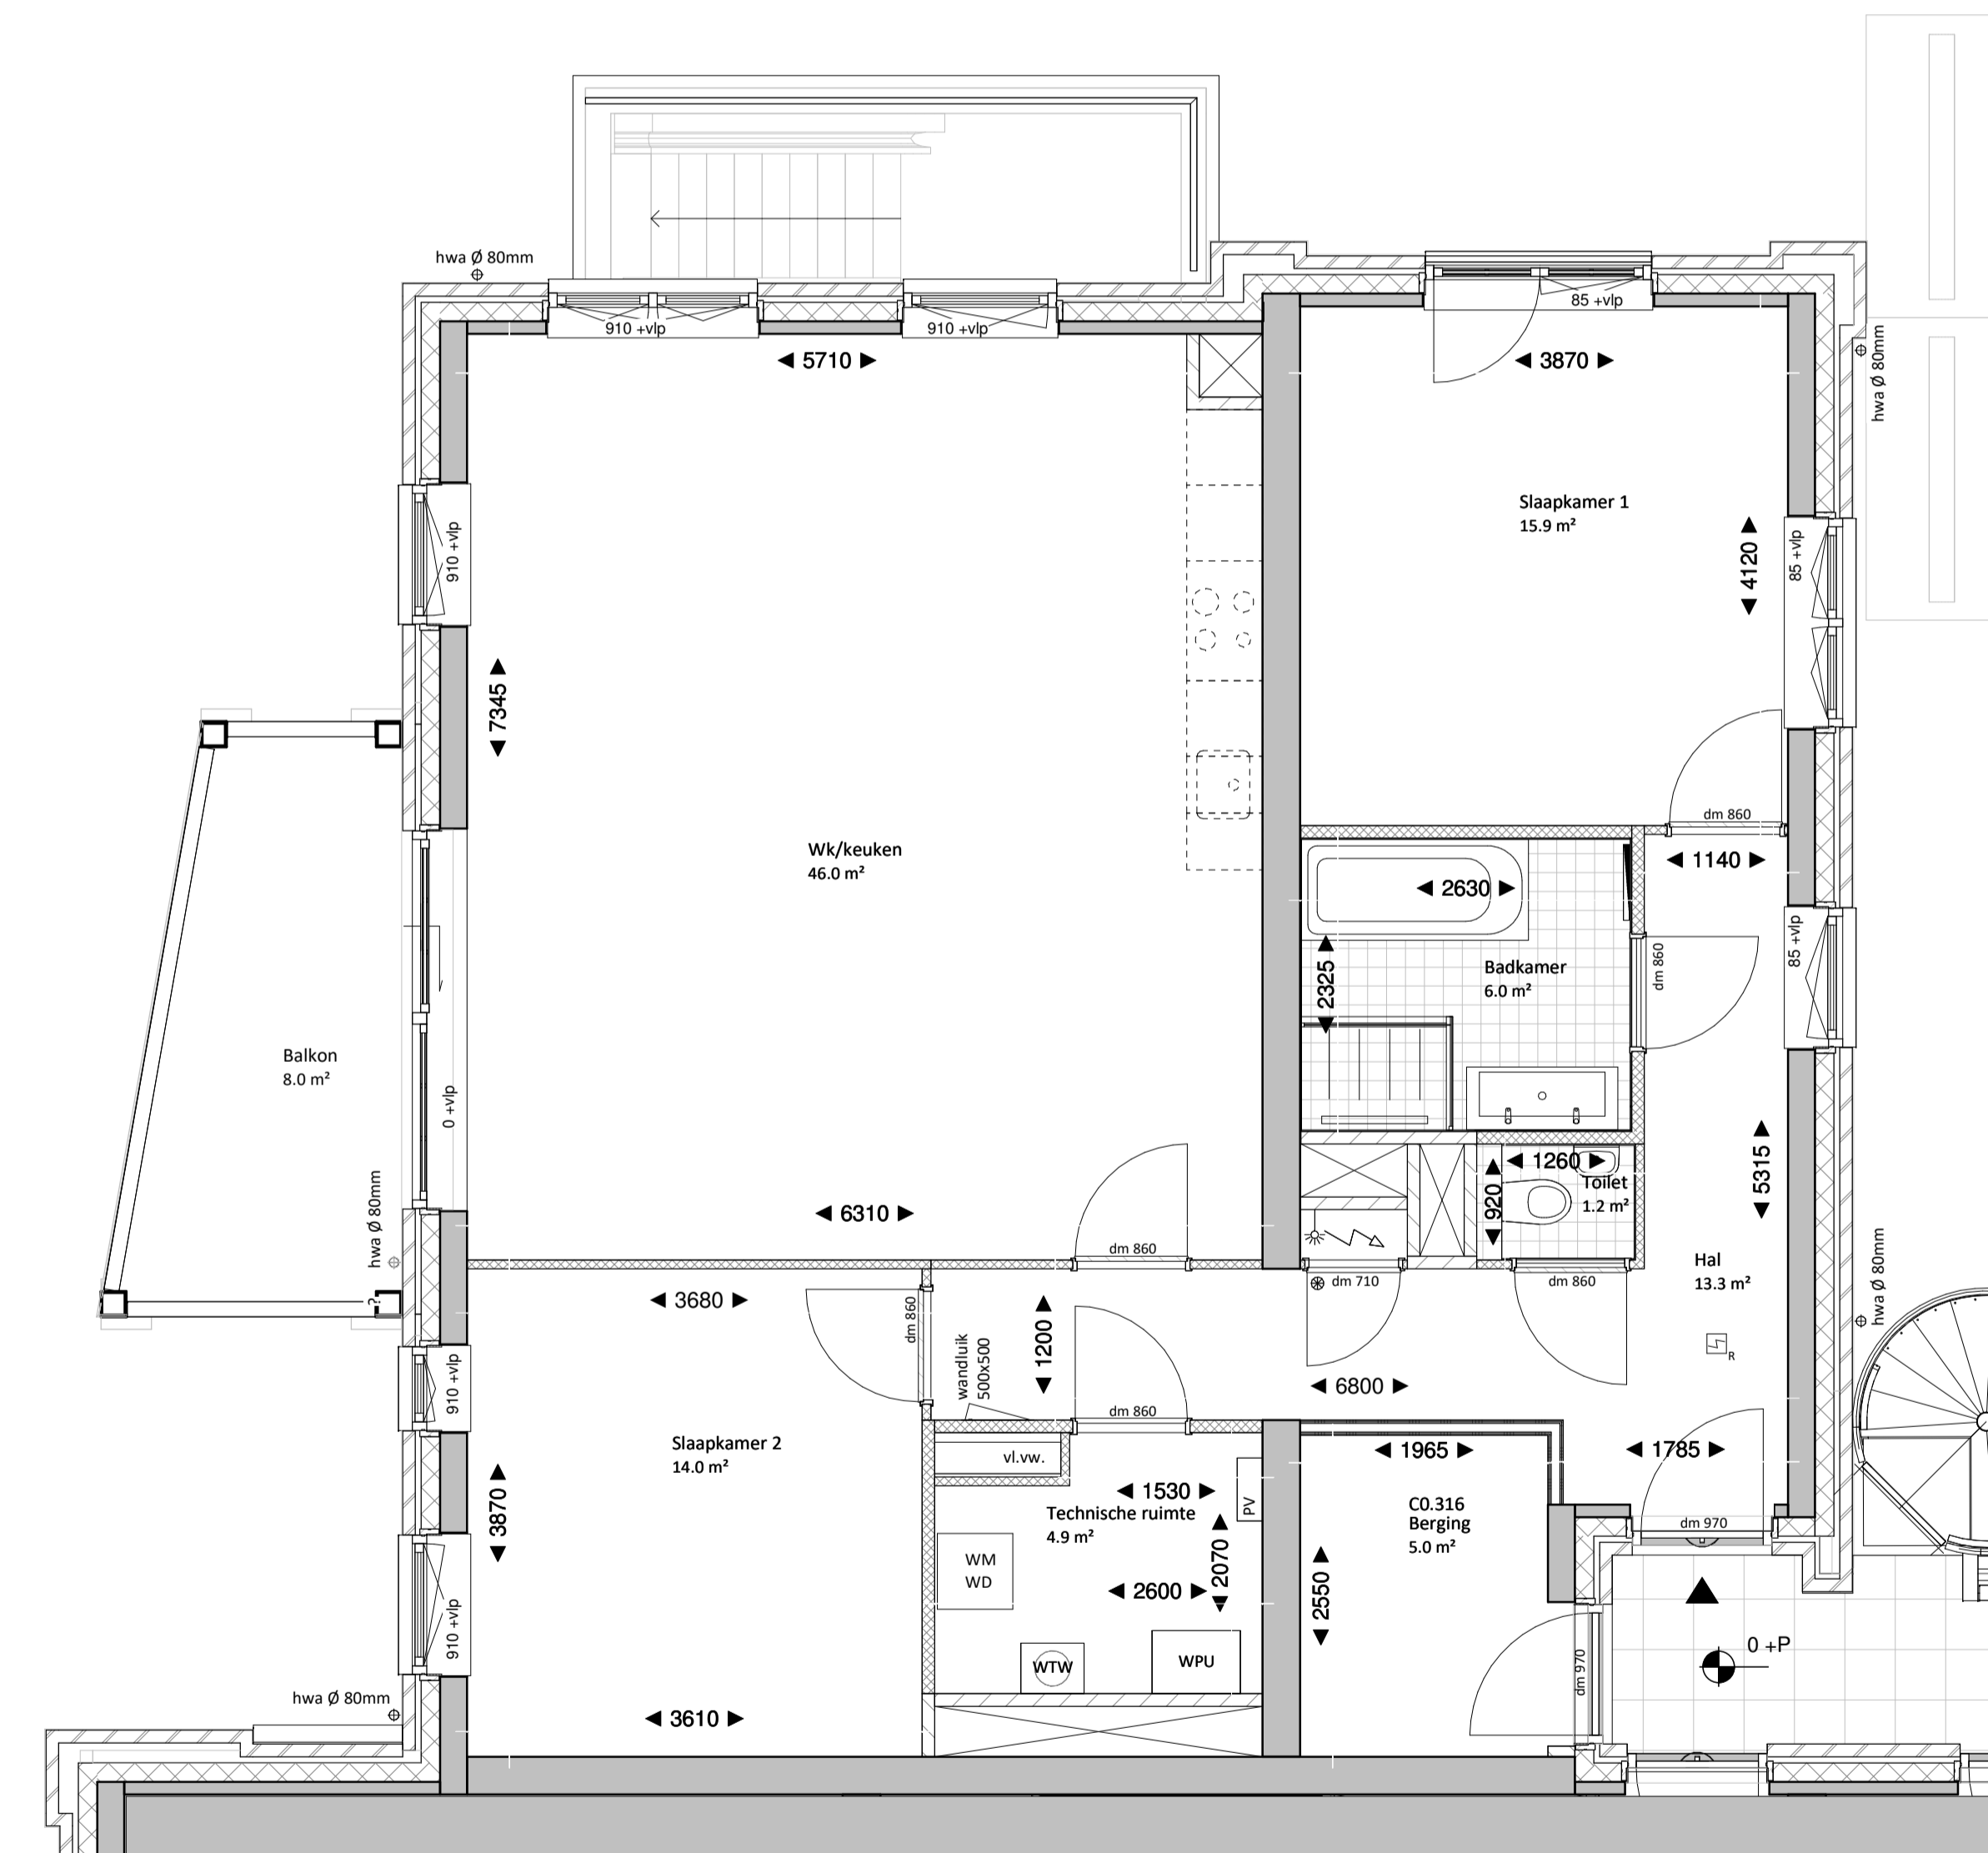 hwa Ø 80mm
910 +vlp
910 +vlp
85 +vlp
◄ 5710 ►
◄ 3870 ►
hwa Ø 80mm
Slaapkamer 1
15.9 m²
910 +vlp
◄ 4120 ►
85 +vlp
◄ 7345 ►
dm 860
Wk/keuken
46.0 m²
◄ 1140 ►
◄ 2630 ►
◄ 2325 ►
Badkamer
6.0 m²
dm 860
85 +vlp
Balkon
8.0 m²
0 +vlp
◄ 1260 ►
◄ 920 ►
Toilet
1.2 m²
◄ 5315 ►
hwa Ø 80mm
◄ 6310 ►
dm 860
Hal
13.3 m²
hwa Ø 80mm
?
◄ 3680 ►
dm 860
dm 710
dm 860
wandluik
500x500
◄ 1200 ►
R
910 +vlp
◄ 6800 ►
dm 860
Slaapkamer 2
14.0 m²
vl.vw.
◄ 1965 ►
◄ 1785 ►
◄ 3870 ►
◄ 1530 ►
PV
Technische ruimte
4.9 m²
C0.316
Berging
5.0 m²
dm 970
WM
WD
◄ 2070 ►
◄ 2600 ►
◄ 2550 ►
910 +vlp
WTW
WPU
dm 970
0 +P
hwa Ø 80mm
◄ 3610 ►